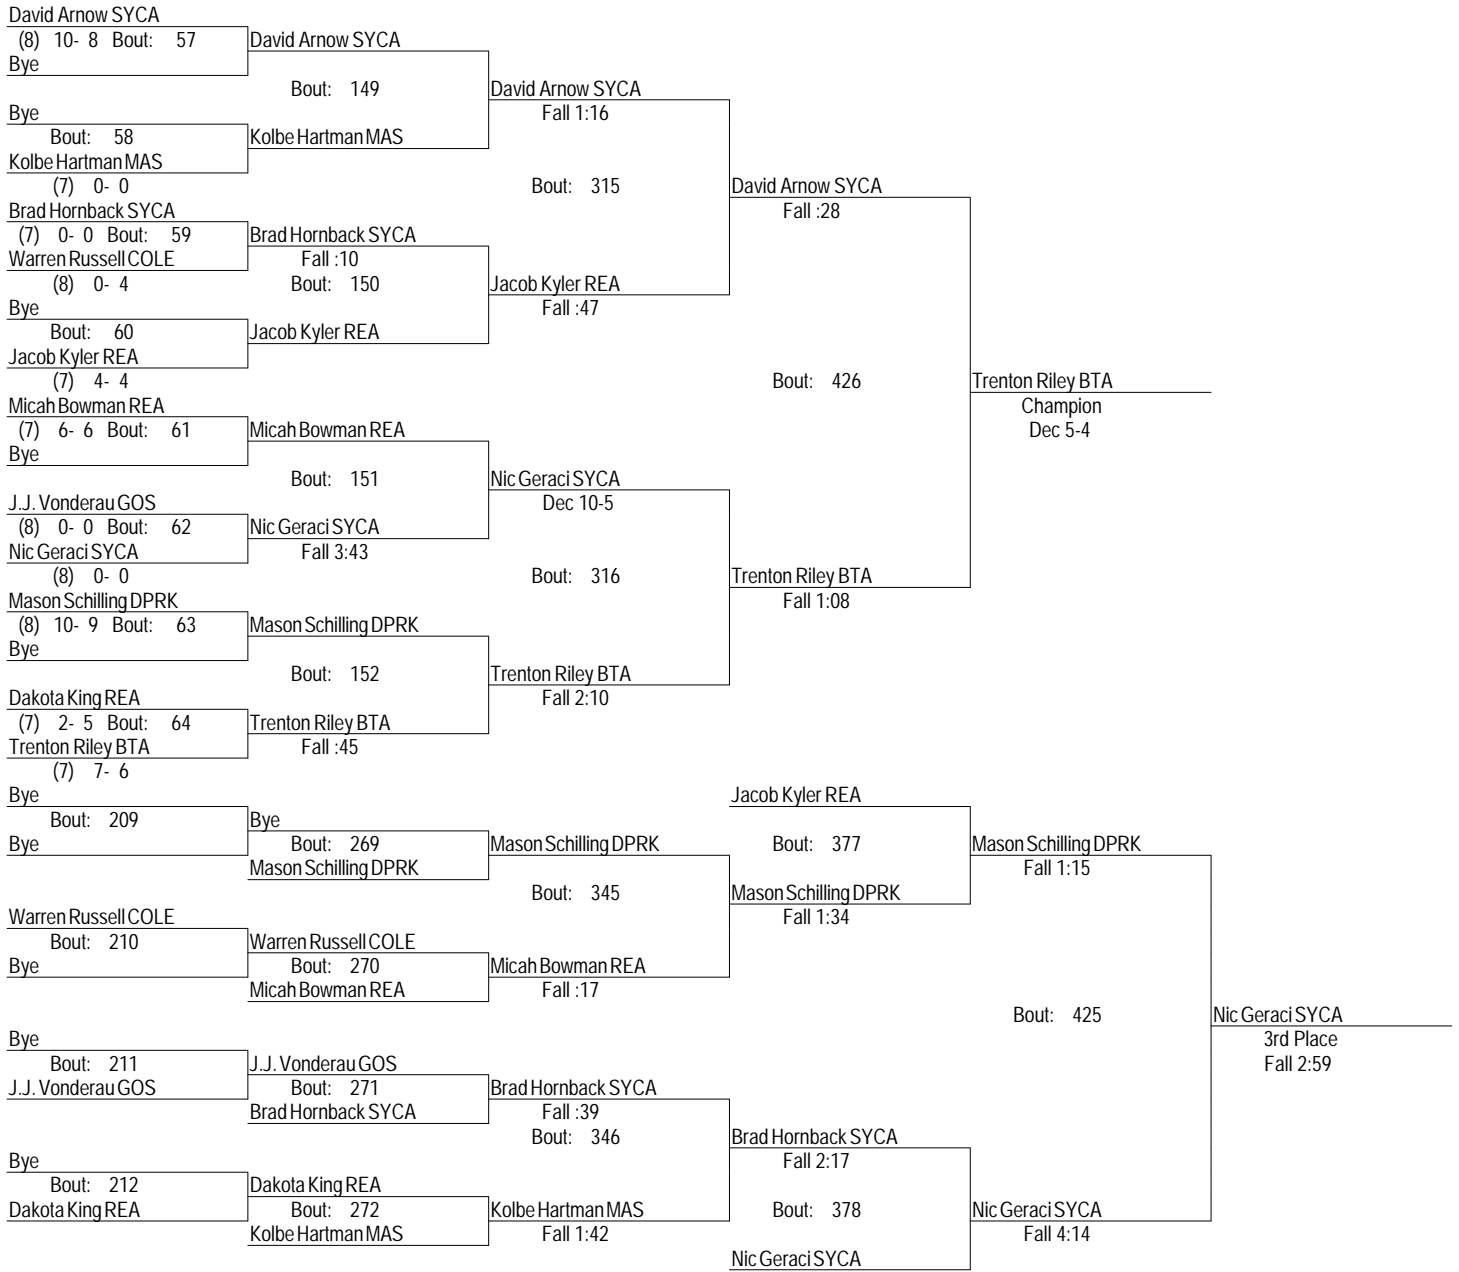 David Arnow SYCA
(8) 10- 8 Bout: 57 David Arnow SYCA
Bye
Bout: 149 David Arnow SYCA
Bye Fall 1:16
Bout: 58 Kolbe Hartman MAS
Kolbe Hartman MAS
(7) 0- 0 Bout: 315 David Arnow SYCA
Brad Hornback SYCA Fall :28
(7) 0- 0 Bout: 59 Brad Hornback SYCA
Warren Russell COLE Fall :10
(8) 0- 4 Bout: 150 Jacob Kyler REA
Bye Fall :47
Bout: 60 Jacob Kyler REA
Jacob Kyler REA
(7) 4- 4 Bout: 426 Trenton Riley BTA
Micah Bowman REA Champion
(7) 6- 6 Bout: 61 Micah Bowman REA Dec 5-4
Bye
Bout: 151 Nic Geraci SYCA
J.J. Vonderau GOS Dec 10-5
(8) 0- 0 Bout: 62 Nic Geraci SYCA
Nic Geraci SYCA Fall 3:43
(8) 0- 0 Bout: 316 Trenton Riley BTA
Mason Schilling DPRK Fall 1:08
(8) 10- 9 Bout: 63 Mason Schilling DPRK
Bye
Bout: 152 Trenton Riley BTA
Dakota King REA Fall 2:10
(7) 2- 5 Bout: 64 Trenton Riley BTA
Trenton Riley BTA Fall :45
(7) 7- 6
Bye Jacob Kyler REA
Bout: 209 Bye
Bye Bout: 269 Mason Schilling DPRK Bout: 377 Mason Schilling DPRK
Mason Schilling DPRK Fall 1:15
Bout: 345 Mason Schilling DPRK
Warren Russell COLE Fall 1:34
Bout: 210 Warren Russell COLE
Bye Bout: 270 Micah Bowman REA
Micah Bowman REA Fall :17
Bout: 425 Nic Geraci SYCA
Bye 3rd Place
Bout: 211 J.J. Vonderau GOS Fall 2:59
J.J. Vonderau GOS Bout: 271 Brad Hornback SYCA
Brad Hornback SYCA Fall :39
Bout: 346 Brad Hornback SYCA
Bye Fall 2:17
Bout: 212 Dakota King REA
Dakota King REA Bout: 272 Kolbe Hartman MAS Bout: 378 Nic Geraci SYCA
Kolbe Hartman MAS Fall 1:42 Fall 4:14
Nic Geraci SYCA